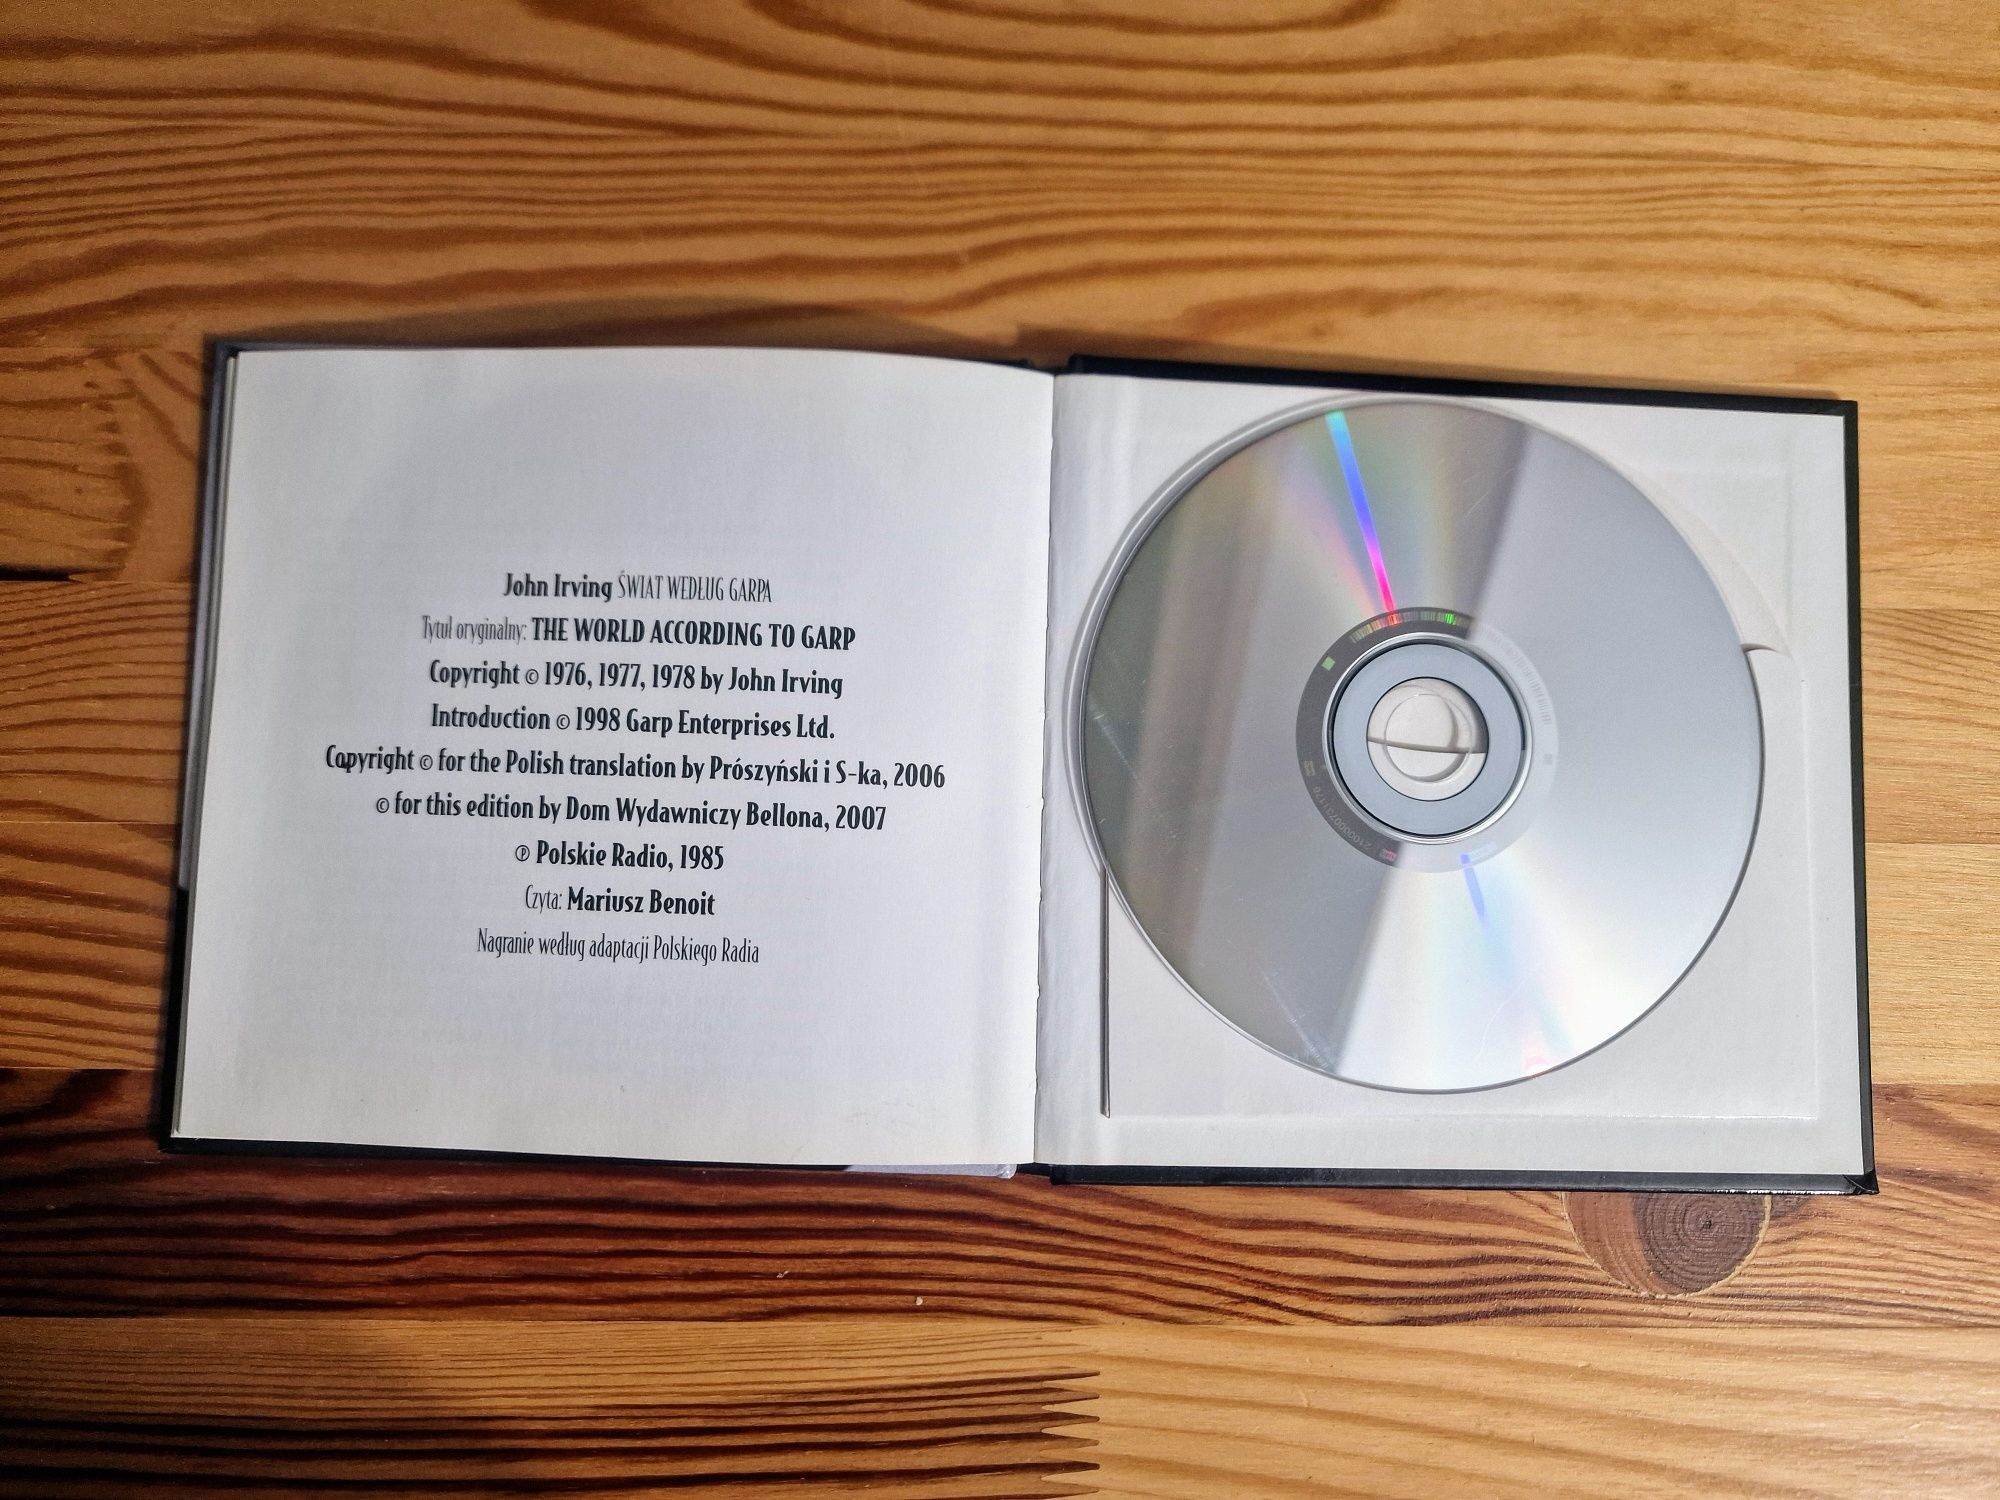 John Irving ŚWIAT WEDŁUG GARPA
Tytuł oryginalny: THE WORLD ACCORDING TO GARP
Copyright © 1976, 1977, 1978 by John Irving
Introduction © 1998 Garp Enterprises Ltd.
Copyright © for the Polish translation by Prószyński i S-ka, 2006
© for this edition by Dom Wydawniczy Bellona, 2007
℗ Polskie Radio, 1985
Czyta: Mariusz Benoit
Nagranie według adaptacji Polskiego Radia